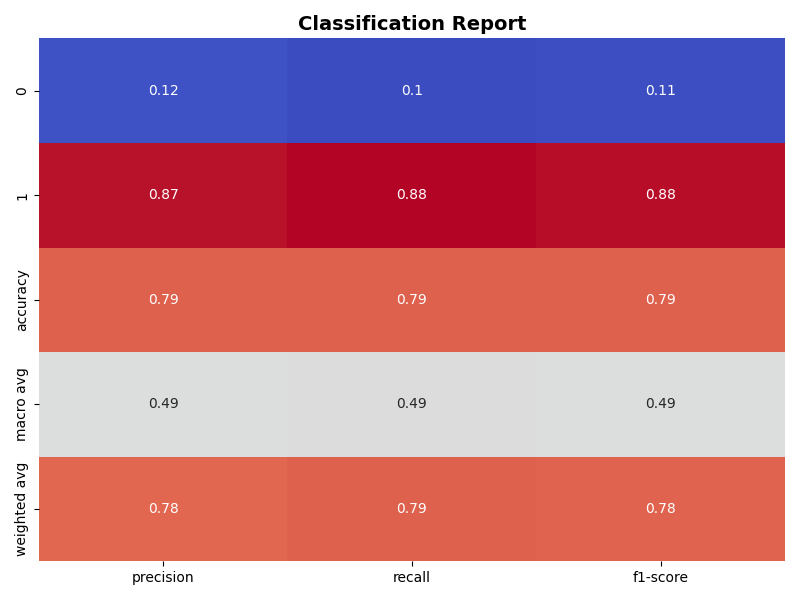 Classification Report
0 0.12 0.1 0.11
1 0.87 0.88 0.88
accuracy 0.79 0.79 0.79
macro avg 0.49 0.49 0.49
weighted avg 0.78 0.79 0.78
precision recall f1-score